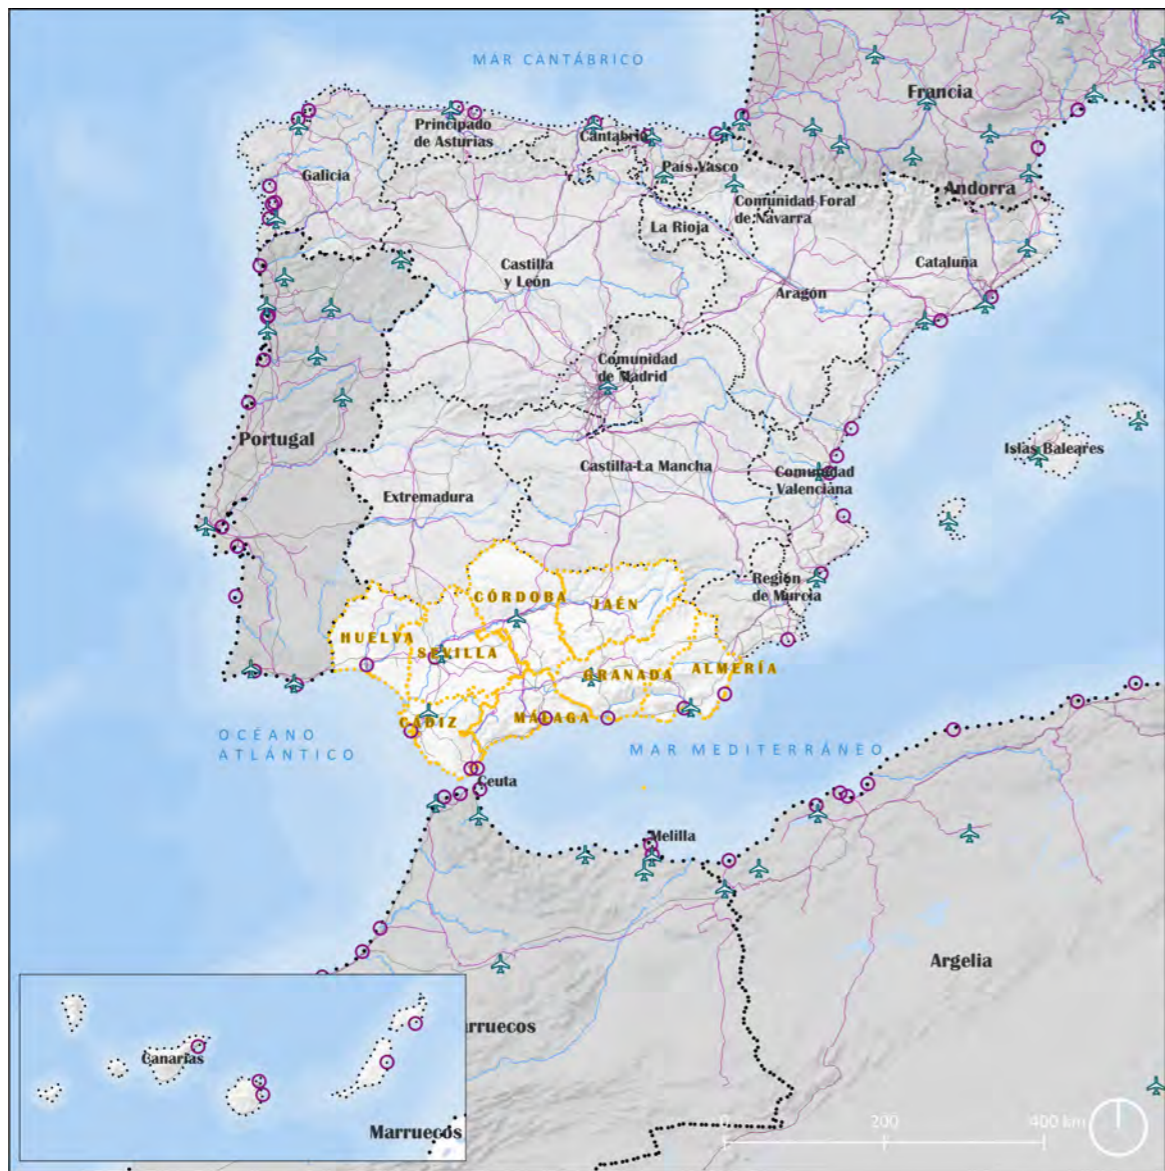 MAR CANTÁBRICO
Francia
Principado
de Asturias
Cantabria
País Vasco
Galicia
Andorra
Comunidad Foral
de Navarra
La Rioja
Castilla
y León
Cataluña
Aragón
Comunidad
de Madrid
Portugal
Islas Baleares
Castilla-La Mancha
Comunidad
Valenciana
Extremadura
Región
de Murcia
CÓRDOBA
JAÉN
HUELVA
SEVILLA
GRANADA
ALMERÍA
CÁDIZ
MÁLAGA
OCÉANO
ATLÁNTICO
MAR MEDITERRÁNEO
Ceuta
Melilla
Argelia
arruecos
Canarias
Marruecos
0 200 400 km